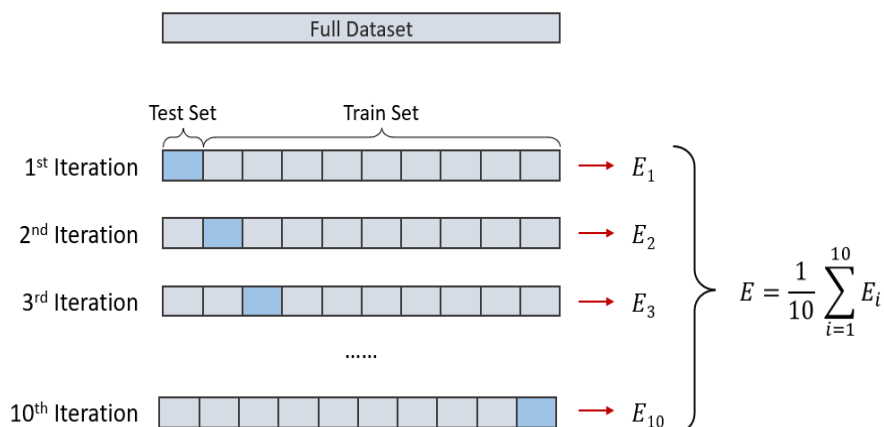 Full Dataset
Test Set Train Set
1st Iteration E1
2nd Iteration E2
3rd Iteration E3
......
10th Iteration E10
E = 1/10 ∑_{i=1}^{10} E_i